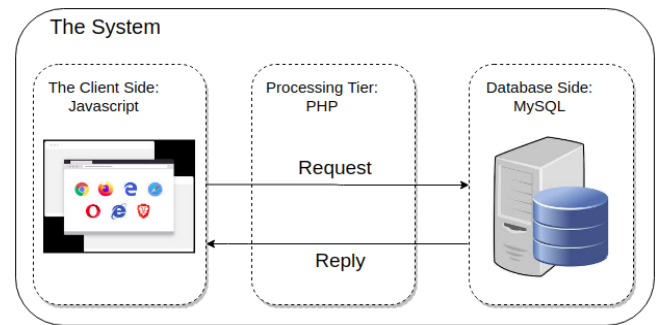 The System
The Client Side:
Javascript
Processing Tier:
PHP
Database Side:
MySQL
Request
Reply